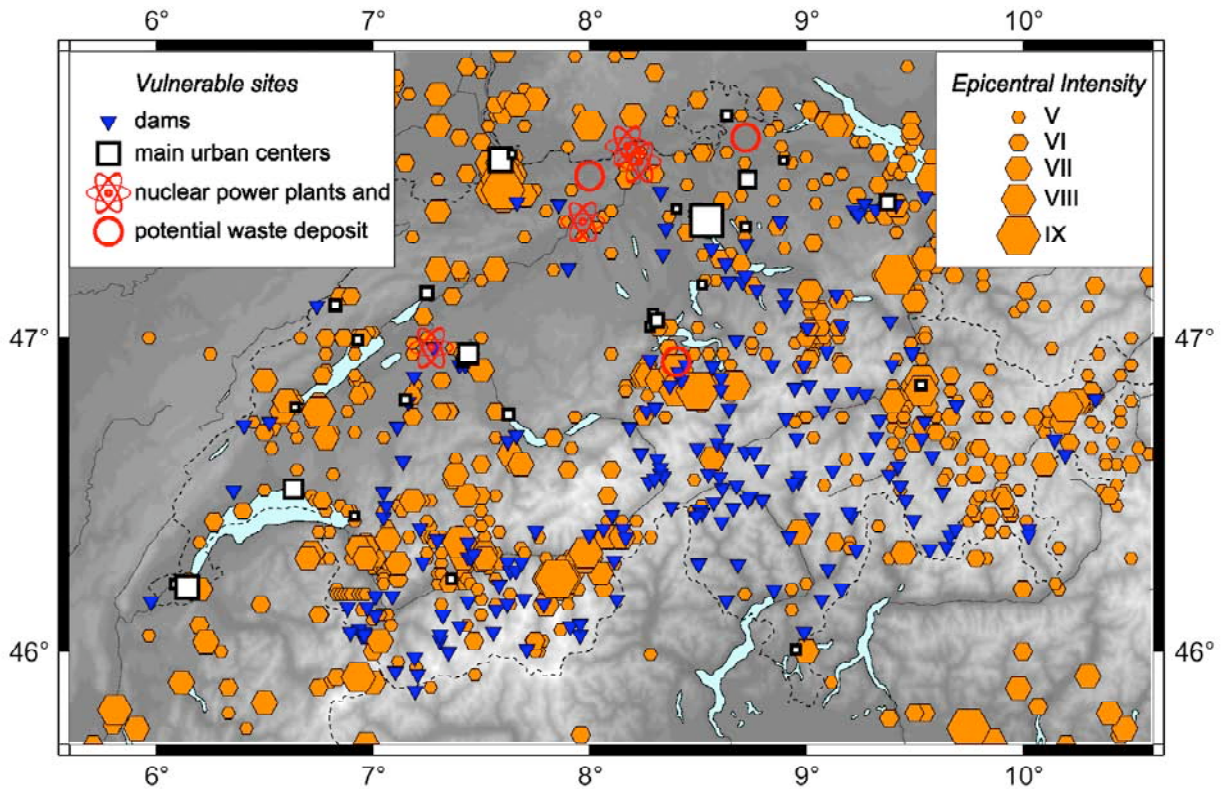 6° 7° 8° 9° 10°
Vulnerable sites
dams
main urban centers
nuclear power plants and
potential waste deposit
Epicentral Intensity
V
VI
VII
VIII
IX
47° 47°
46° 46°
6° 7° 8° 9° 10°